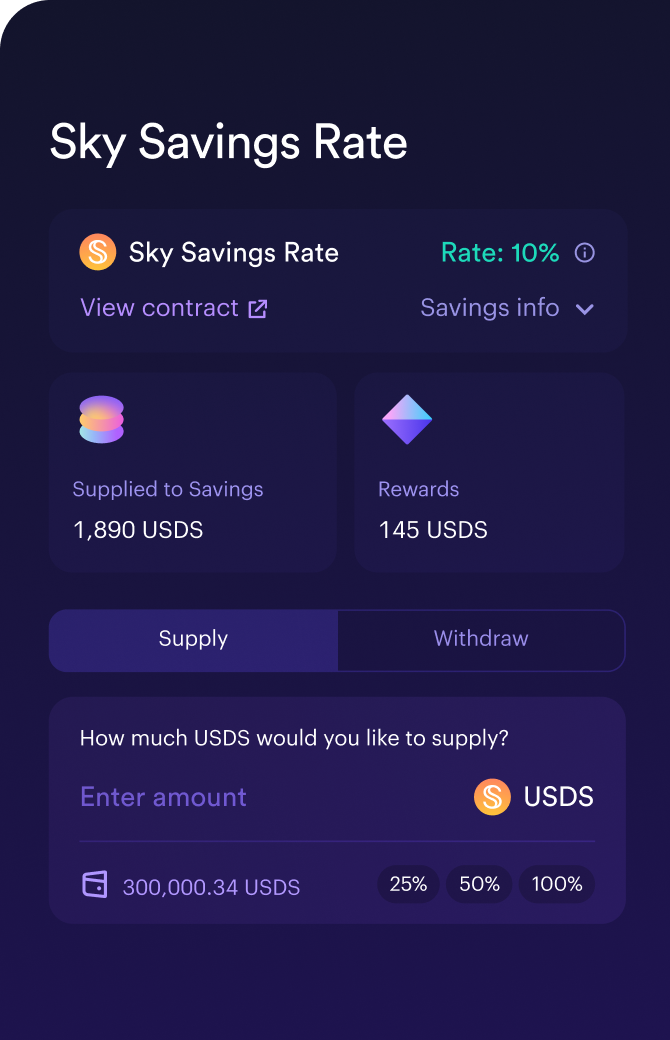 Sky Savings Rate
Sky Savings Rate
Rate: 10%
View contract
Savings info
Supplied to Savings
1,890 USDS
Rewards
145 USDS
Supply
Withdraw
How much USDS would you like to supply?
Enter amount
USDS
300,000.34 USDS
25%
50%
100%